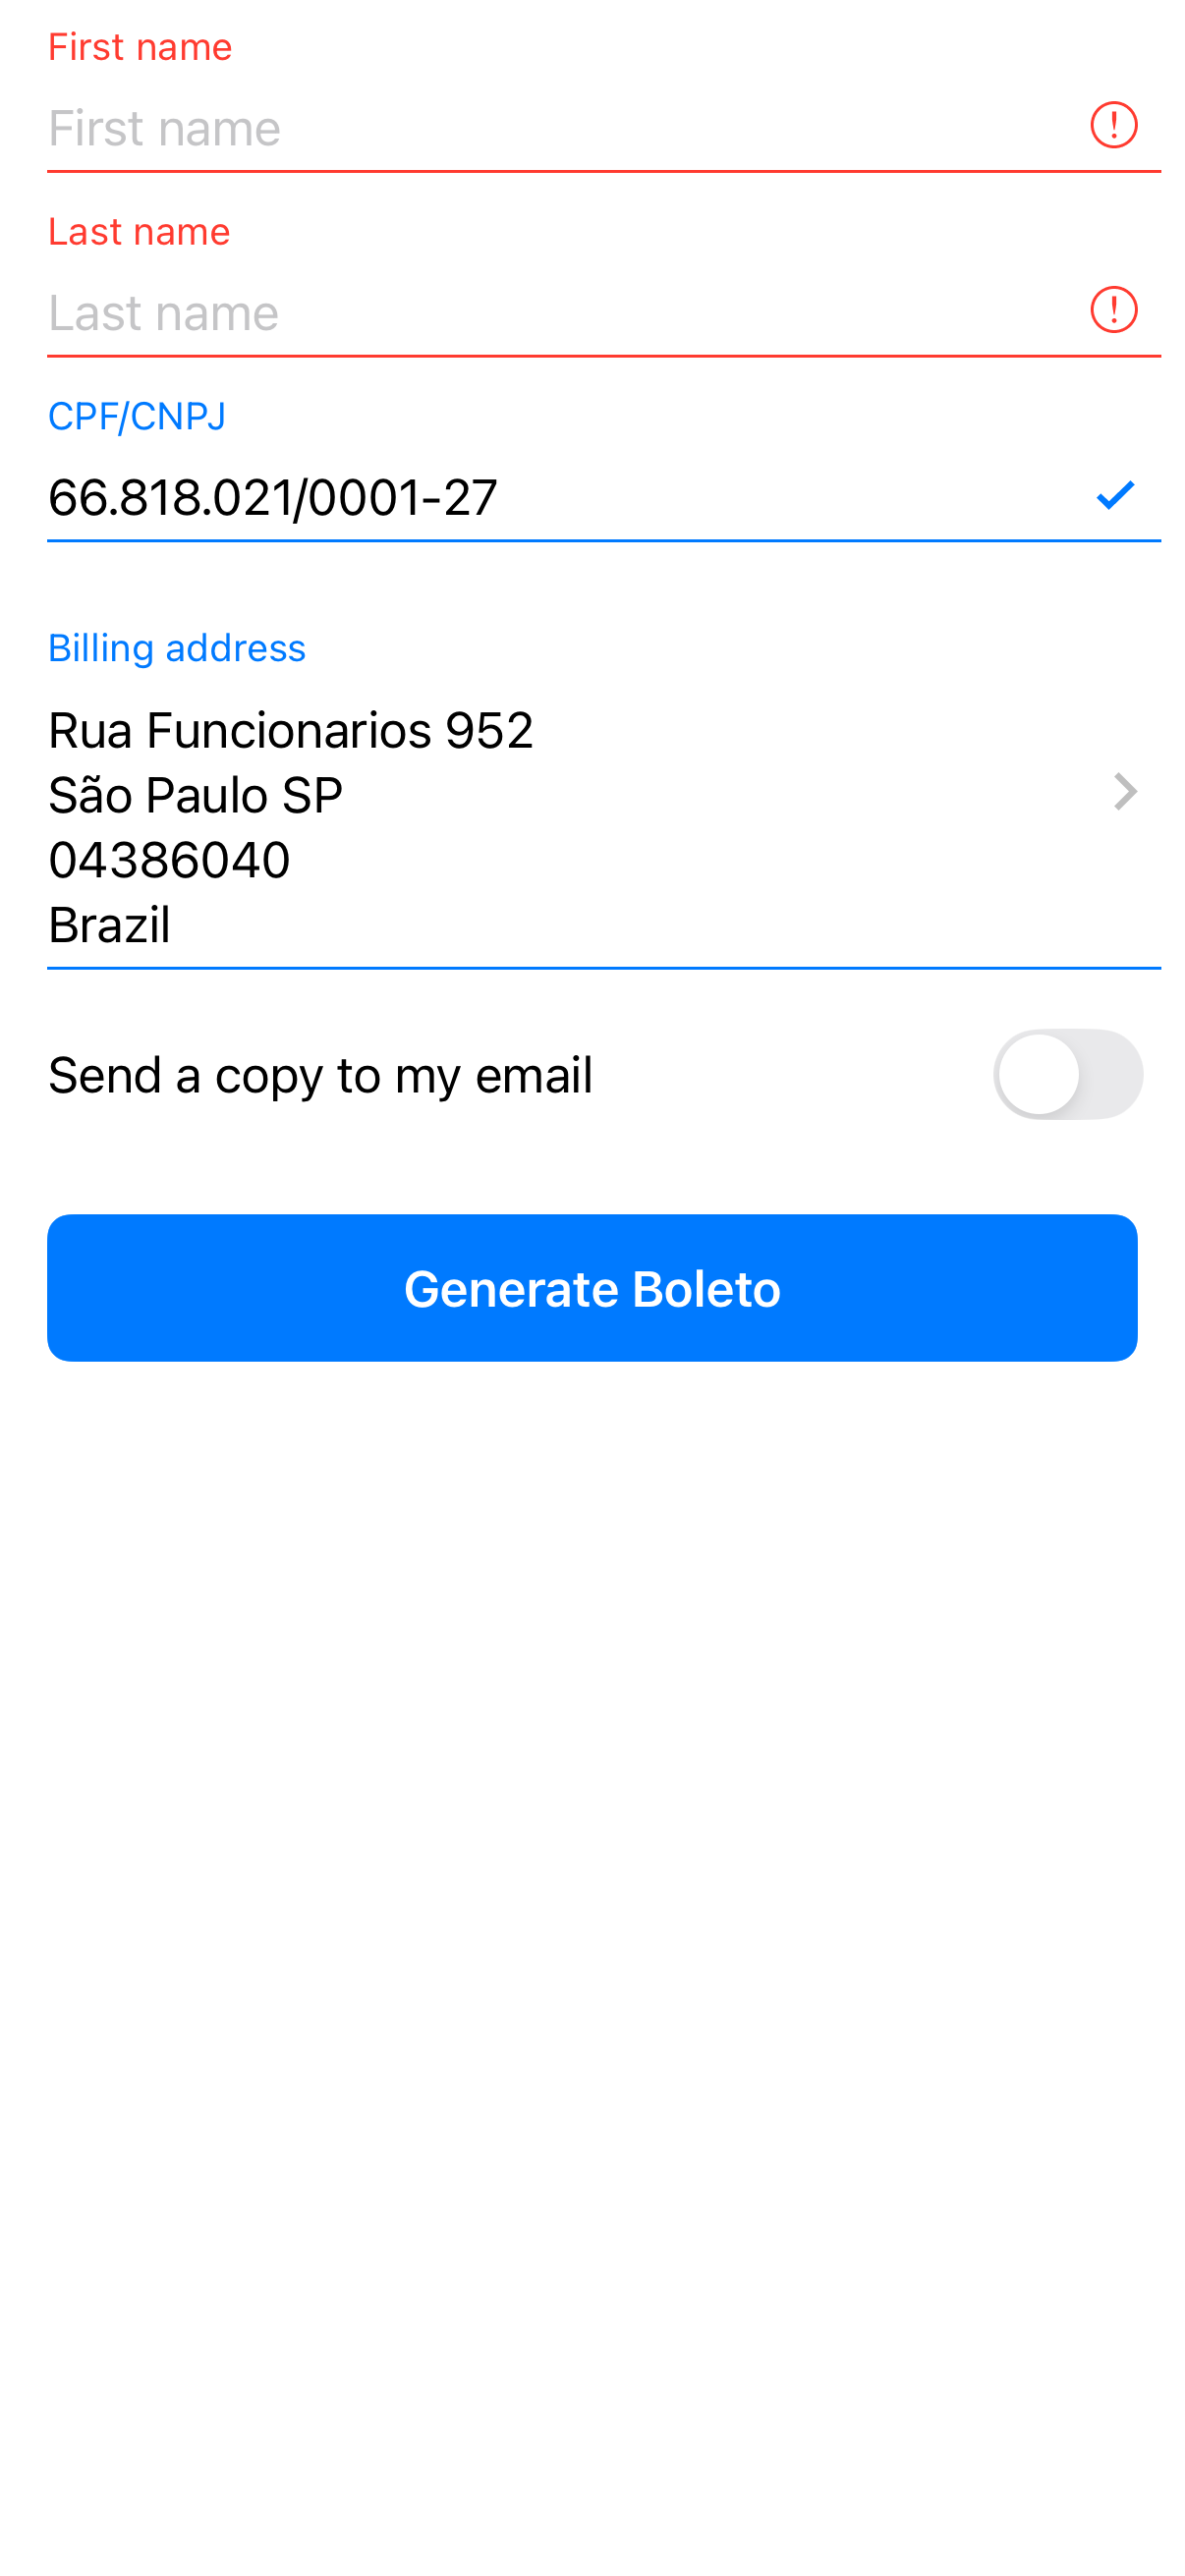 First name
First name
Last name
Last name
CPF/CNPJ
66.818.021/0001-27
Billing address
Rua Funcionarios 952
São Paulo SP
04386040
Brazil
Send a copy to my email
Generate Boleto